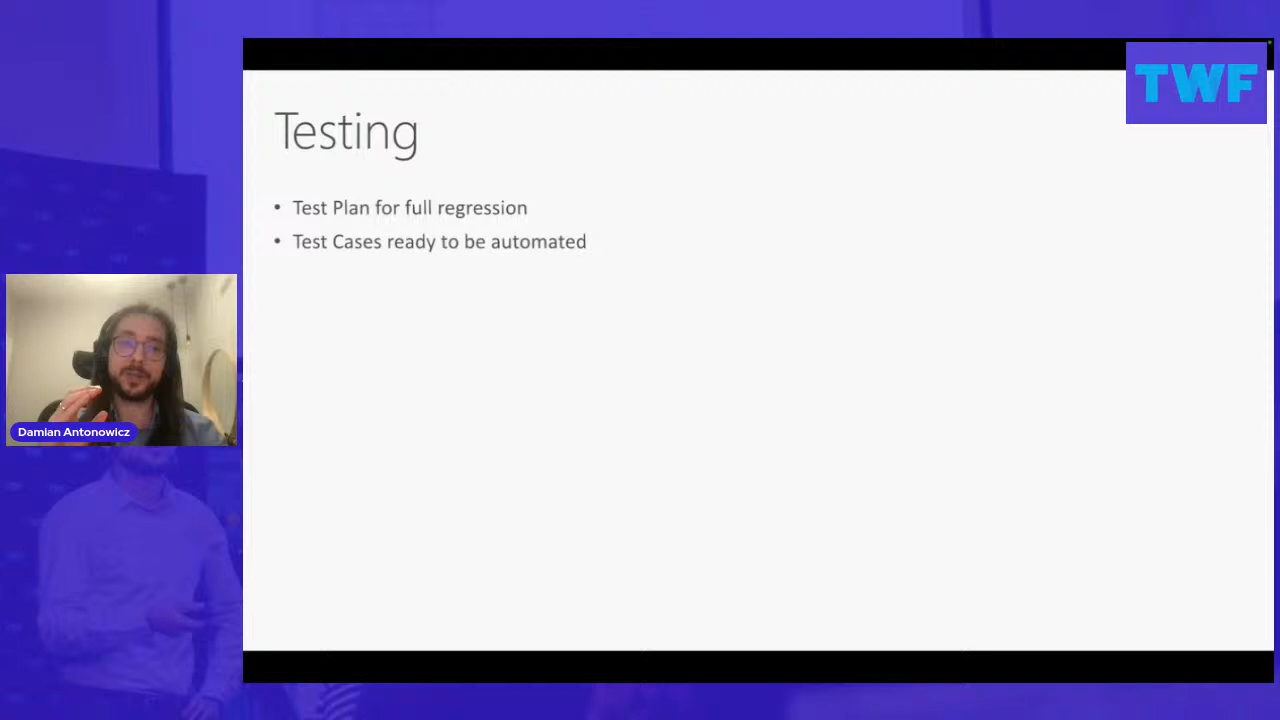 TWF
Testing
• Test Plan for full regression
• Test Cases ready to be automated
Damian Antonowicz